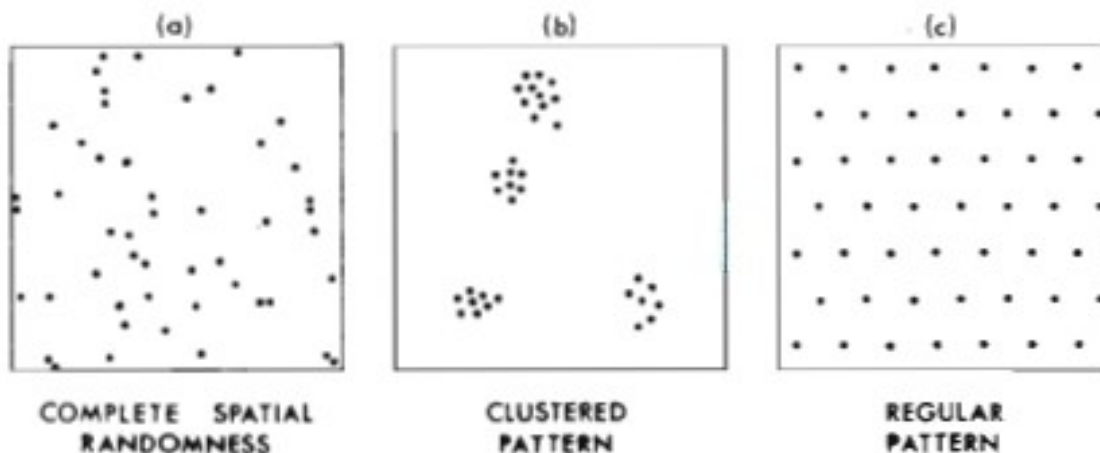 (a)
(b)
(c)
COMPLETE SPATIAL
RANDOMNESS
CLUSTERED
PATTERN
REGULAR
PATTERN